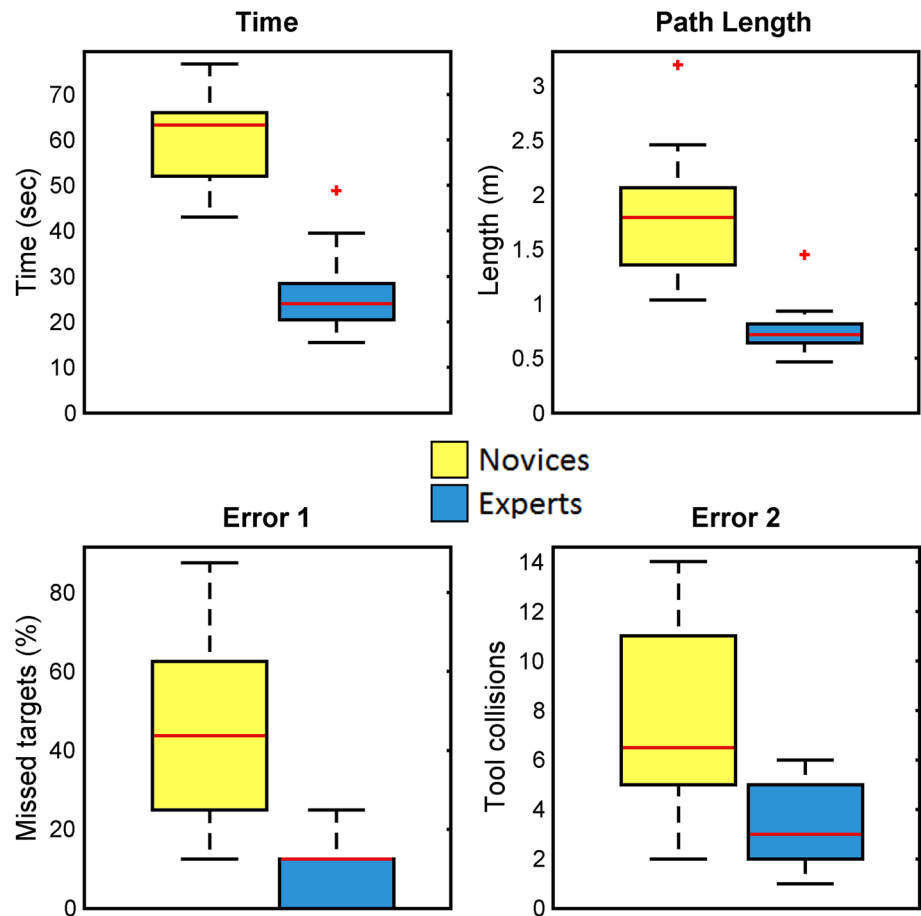 Time
Time (sec)
70
60
50
40
30
20
10
0
Path Length
Length (m)
3
2.5
2
1.5
1
0.5
0
Novices
Experts
Error 1
Missed targets (%)
80
60
40
20
0
Error 2
Tool collisions
14
12
10
8
6
4
2
0